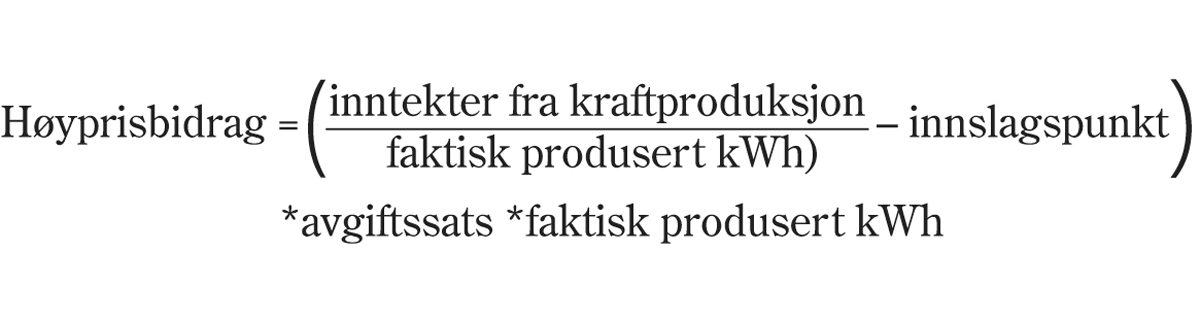 Høyprisbidrag = (inntekter fra kraftproduksjon
faktisk produsert kWh) – innslagspunkt)
*avgiftssats *faktisk produsert kWh